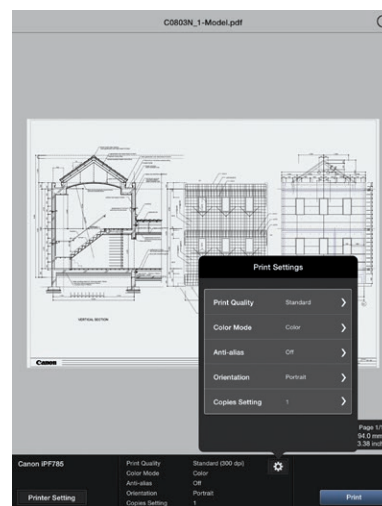 C0803N_1-Model.pdf
VERTICAL SECTION
Canon
Print Settings
Print Quality Standard
Color Mode Color
Anti-alias Off
Orientation Portrait
Copies Setting 1
Page 1/1
94.0 mm
3.38 inch
Canon iPF785
Print Quality Standard (300 dpi)
Color Mode Color
Anti-alias Off
Orientation Portrait
Copies Setting 1
Printer Setting
Print